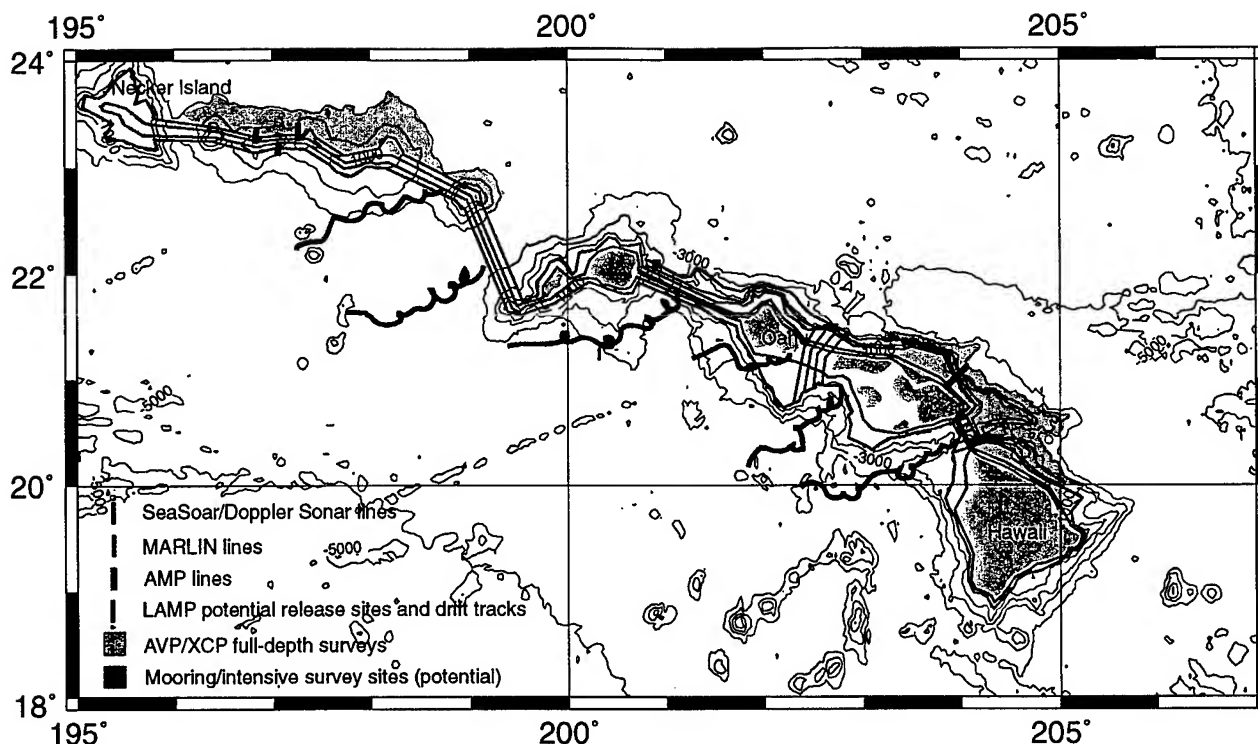 195° 200° 205°
24°
Necker Island
22°
-3000
-5000
-5000
-3000
20°
Hawaii
SeaSoar/Doppler Sonar lines
-5000
MARLIN lines
AMP lines
LAMP potential release sites and drift tracks
AVP/XCP full-depth surveys
Mooring/intensive survey sites (potential)
18°
195° 200° 205°